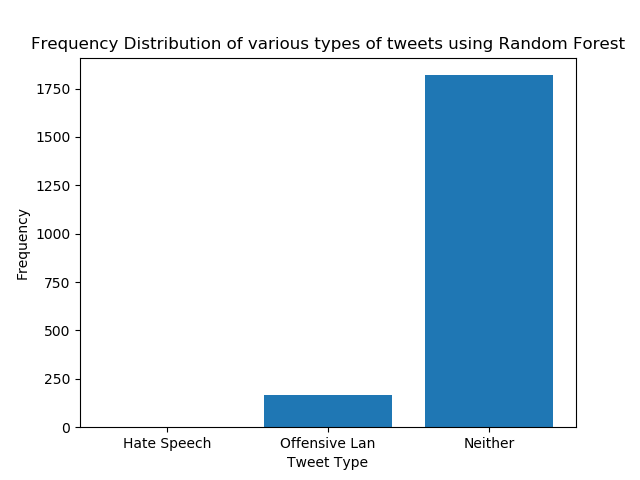 Frequency Distribution of various types of tweets using Random Forest
1750
1500
1250
1000
750
500
250
0
Frequency
Hate Speech
Offensive Lan
Neither
Tweet Type